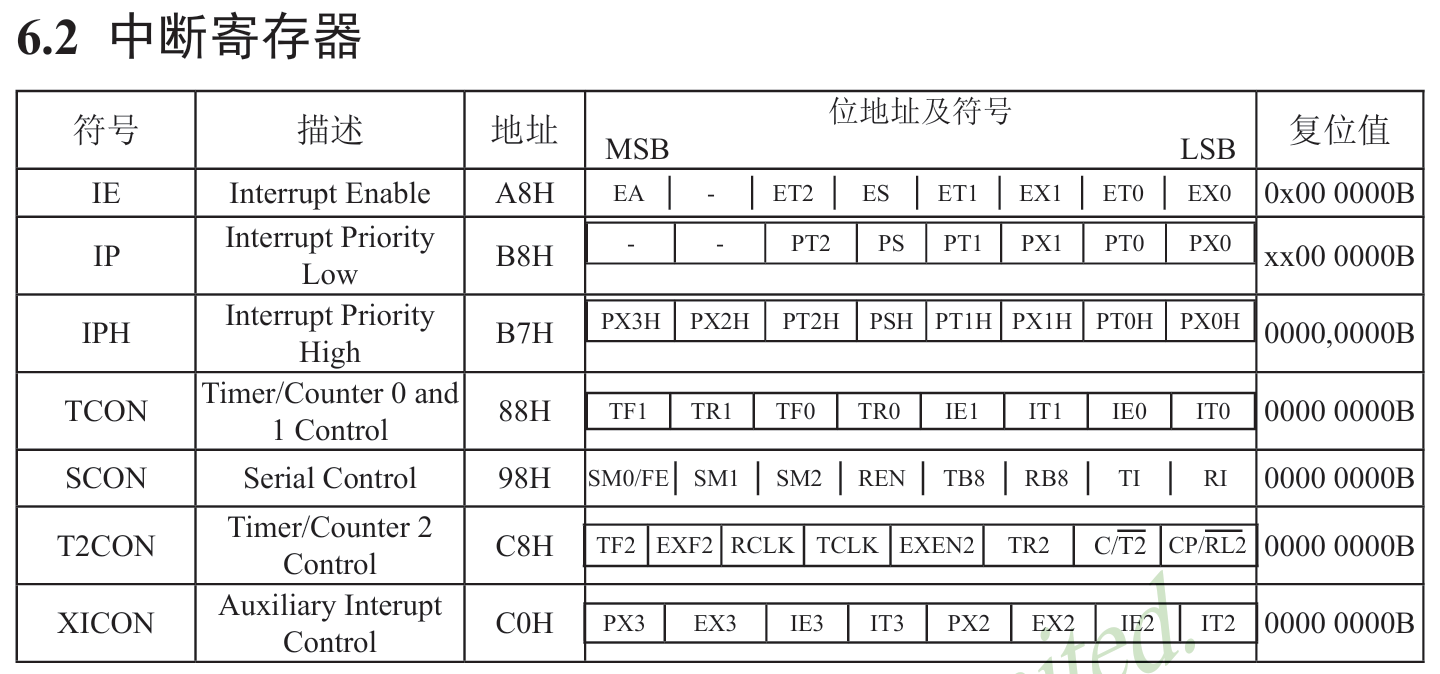 6.2 中断寄存器
符号 描述 地址 位地址及符号 复位值
MSB LSB
IE Interrupt Enable A8H EA - ET2 ES ET1 EX1 ET0 EX0 0x00 0000B
IP Interrupt Priority Low B8H - - PT2 PS PT1 PX1 PT0 PX0 xx00 0000B
IPH Interrupt Priority High B7H PX3H PX2H PT2H PSH PT1H PX1H PT0H PX0H 0000,0000B
TCON Timer/Counter 0 and 1 Control 88H TF1 TR1 TF0 TR0 IE1 IT1 IE0 IT0 0000 0000B
SCON Serial Control 98H SM0/FE SM1 SM2 REN TB8 RB8 TI RI 0000 0000B
T2CON Timer/Counter 2 Control C8H TF2 EXF2 RCLK TCLK EXEN2 TR2 C/T̅2̅ CP/R̅L̅2̅ 0000 0000B
XICON Auxiliary Interupt Control C0H PX3 EX3 IE3 IT3 PX2 EX2 IE2 IT2 0000 0000B